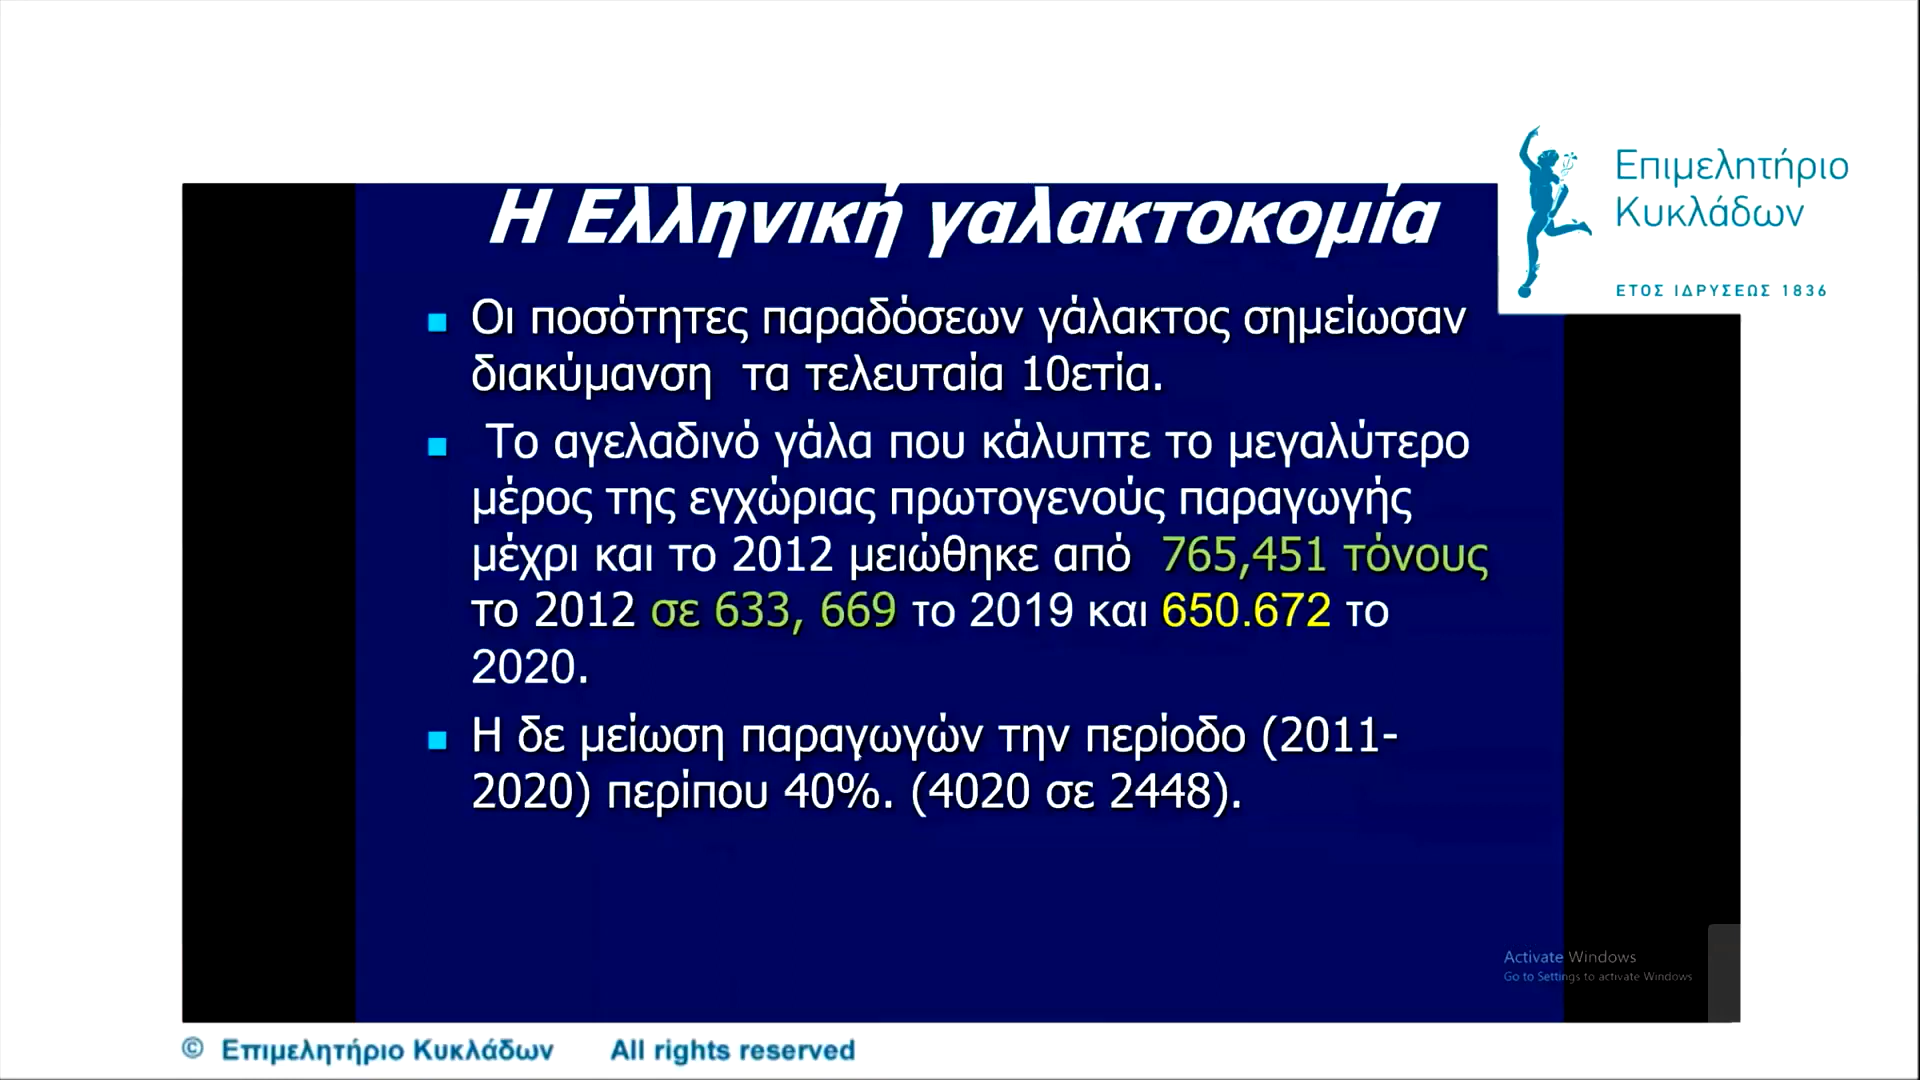 Επιμελητήριο
Κυκλάδων
ΕΤΟΣ ΙΔΡΥΣΕΩΣ 1836
Η Ελληνική γαλακτοκομία
Οι ποσότητες παραδόσεων γάλακτος σημείωσαν
διακύμανση τα τελευταία 10ετία.
Το αγελαδινό γάλα που κάλυπτε το μεγαλύτερο
μέρος της εγχώριας πρωτογενούς παραγωγής
μέχρι και το 2012 μειώθηκε από 765,451 τόνους
το 2012 σε 633, 669 το 2019 και 650.672 το
2020.
Η δε μείωση παραγωγών την περίοδο (2011-
2020) περίπου 40%. (4020 σε 2448).
Activate Windows
Go to Settings to activate Windows
© Επιμελητήριο Κυκλάδων All rights reserved